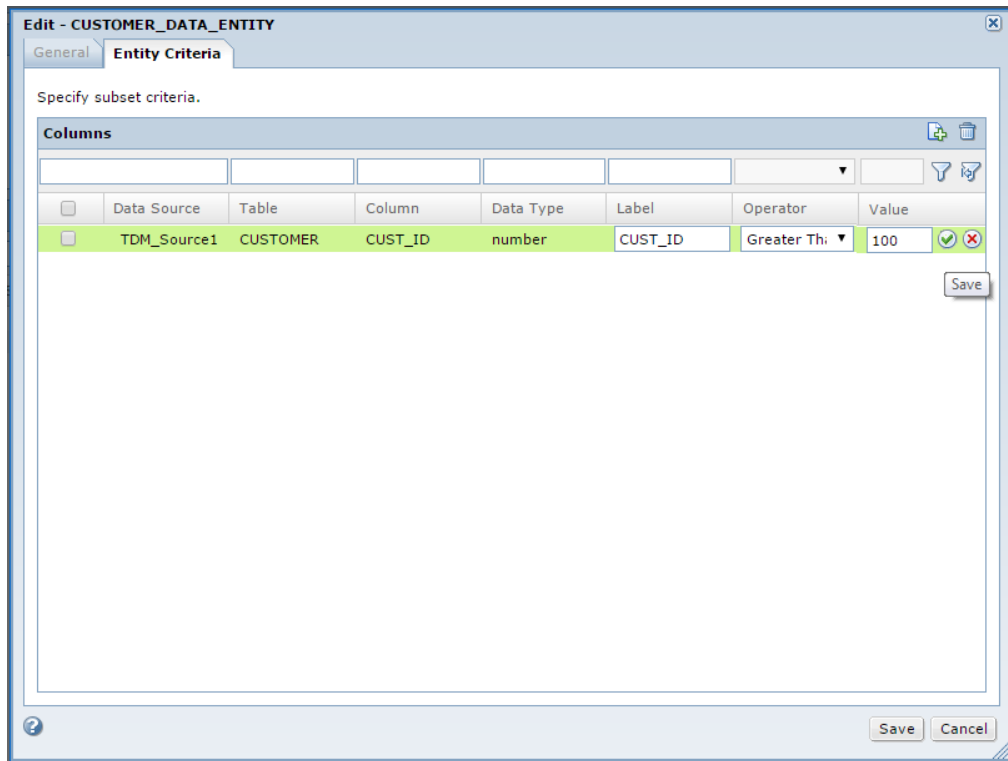 Edit - CUSTOMER_DATA_ENTITY
General Entity Criteria
Specify subset criteria.
Columns
Data Source Table Column Data Type Label Operator Value
TDM_Source1 CUSTOMER CUST_ID number CUST_ID Greater Tha 100
Save
Save Cancel